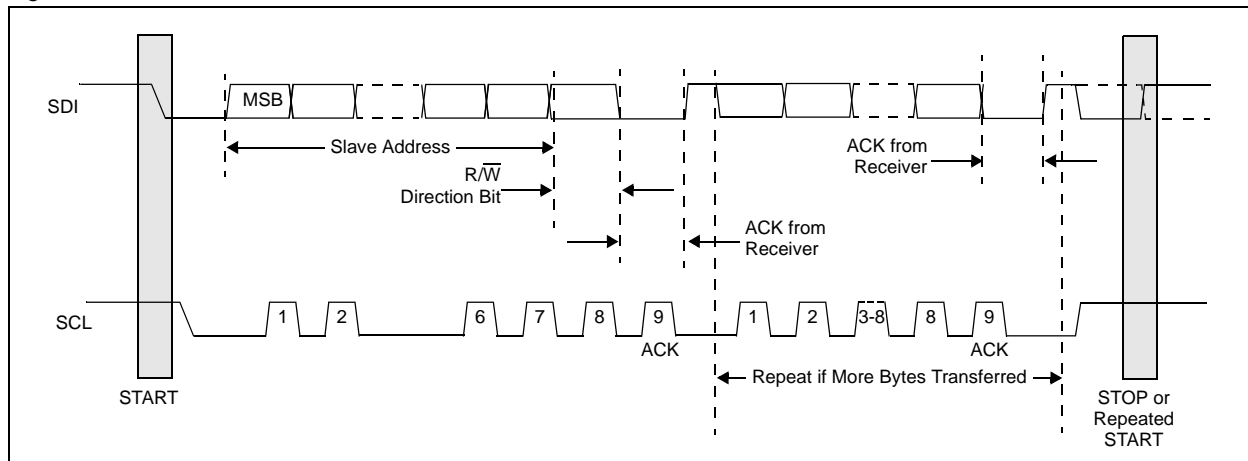 SDI
MSB
Slave Address
R/W̅
Direction Bit
ACK from
Receiver
ACK from
Receiver
SCL
1
2
6
7
8
9
ACK
1
2
3-8
8
9
ACK
Repeat if More Bytes Transferred
START
STOP or
Repeated
START